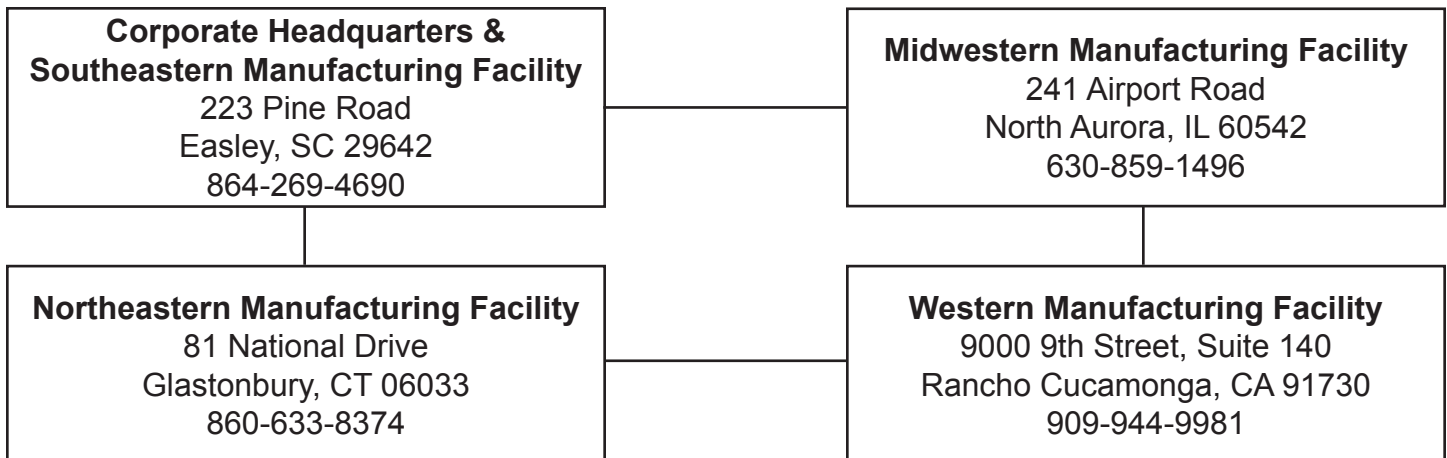 Corporate Headquarters &
Southeastern Manufacturing Facility
223 Pine Road
Easley, SC 29642
864-269-4690
Midwestern Manufacturing Facility
241 Airport Road
North Aurora, IL 60542
630-859-1496
Northeastern Manufacturing Facility
81 National Drive
Glastonbury, CT 06033
860-633-8374
Western Manufacturing Facility
9000 9th Street, Suite 140
Rancho Cucamonga, CA 91730
909-944-9981